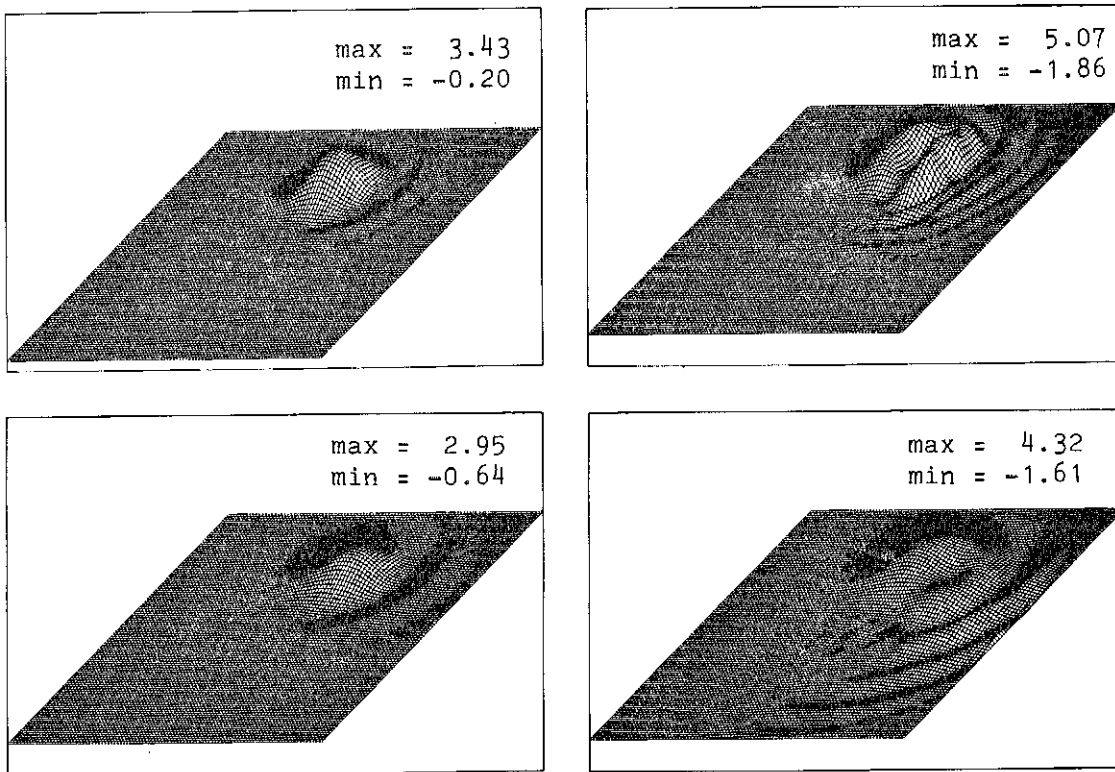 max = 3.43
min = -0.20
max = 5.07
min = -1.86
max = 2.95
min = -0.64
max = 4.32
min = -1.61